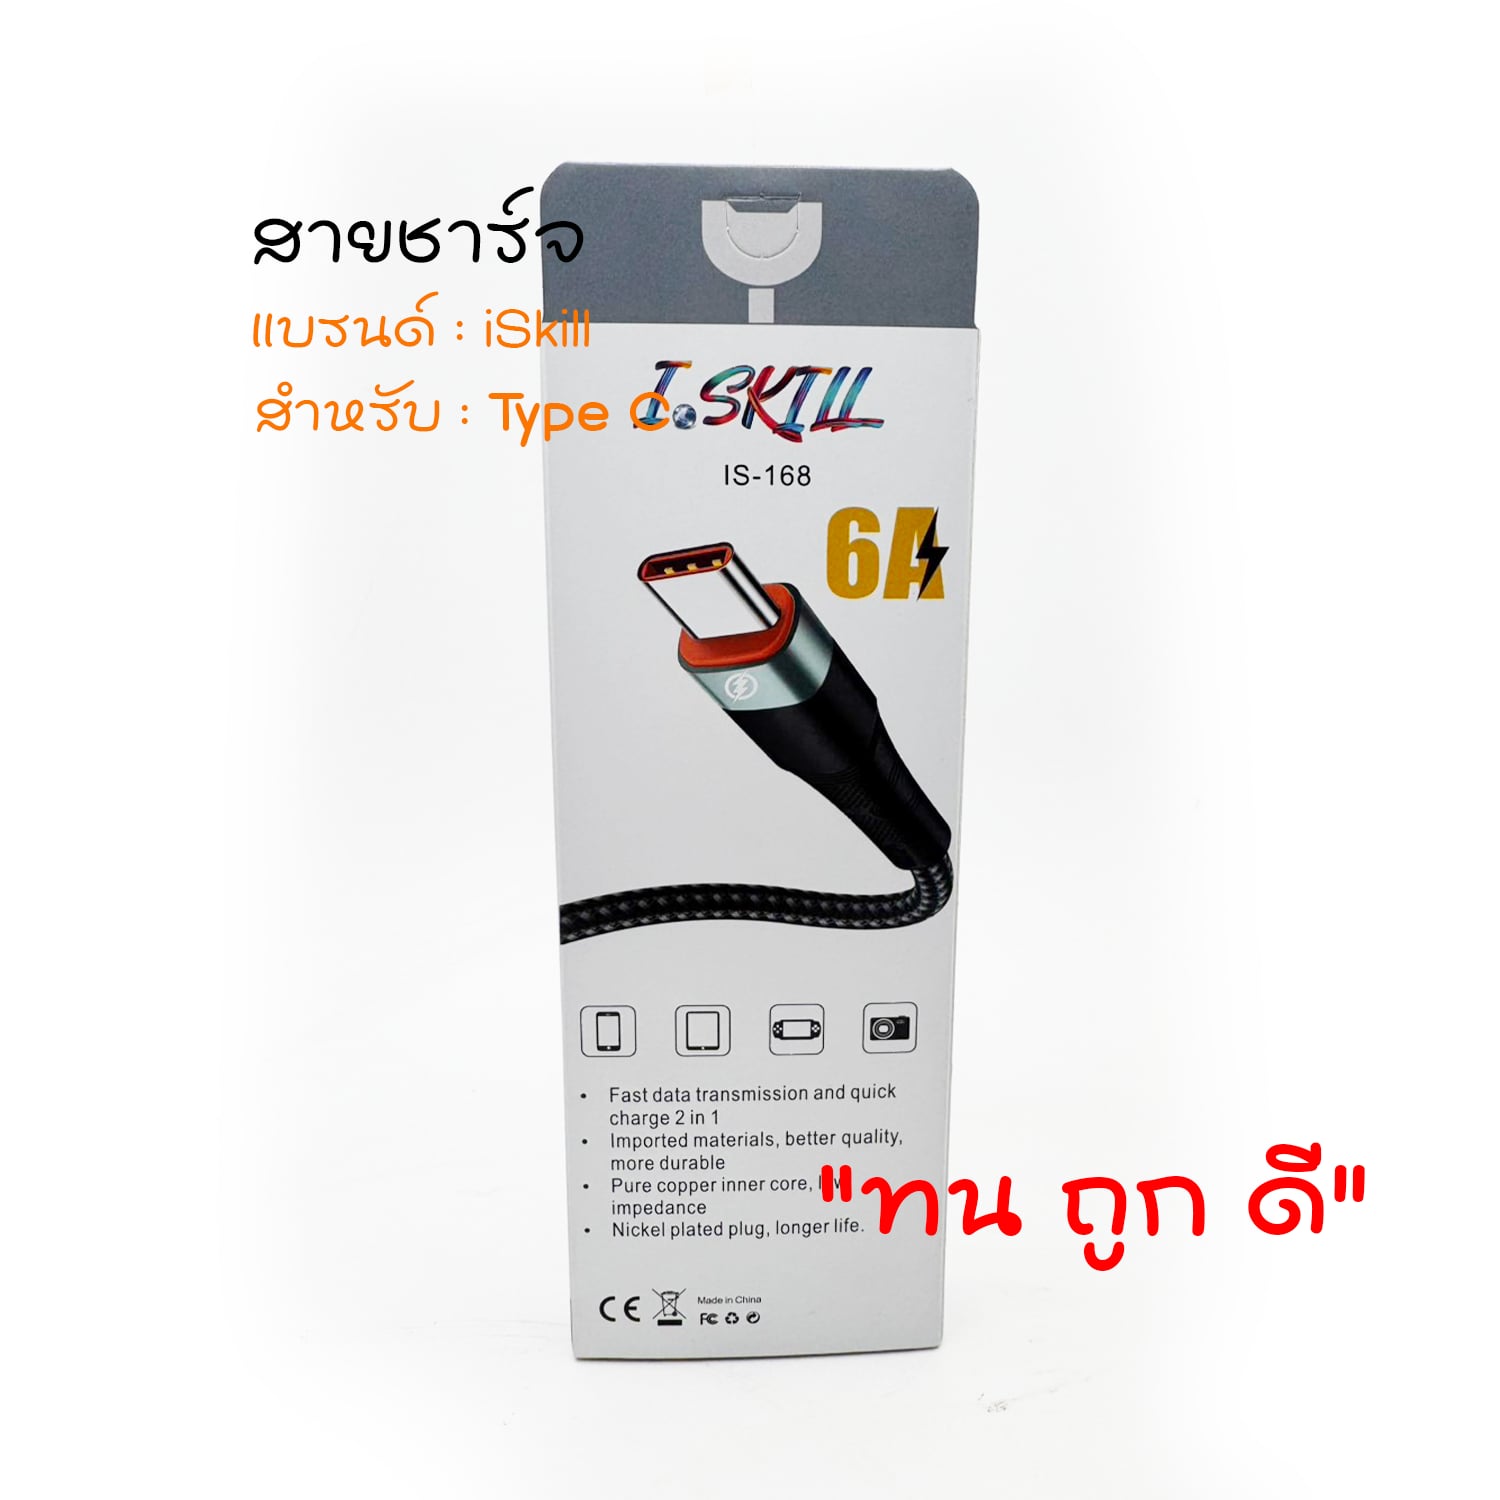 สายชาร์จ
แบรนด์ : iSkill
สำหรับ : Type C
I.SKILL
IS-168
6A
• Fast data transmission and quick
charge 2 in 1
• Imported materials, better quality,
more durable
• Pure copper inner core, low
impedance
• Nickel plated plug, longer life.
"ทน ถูก ดี"
CE
Made in China
FC